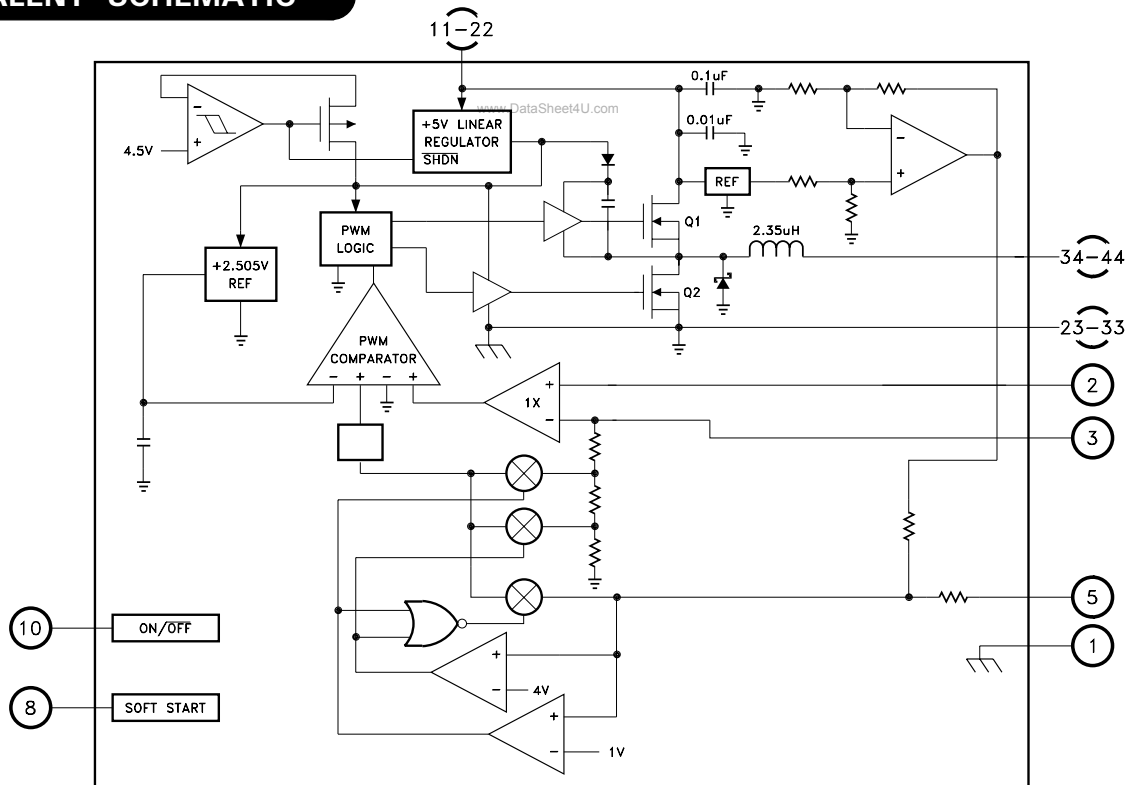 ALENT SCHEMATIC
11-22
www.DataSheet4U.com
0.1uF
0.01uF
4.5V
-
+
+5V LINEAR
REGULATOR
SHDN
-
+
REF
PWM
LOGIC
Q1
2.35uH
34-44
+2.505V
REF
Q2
23-33
PWM
COMPARATOR
- + - +
1X
+
-
2
3
10
ON/OFF
5
1
+
-
4V
8
SOFT START
+
-
1V